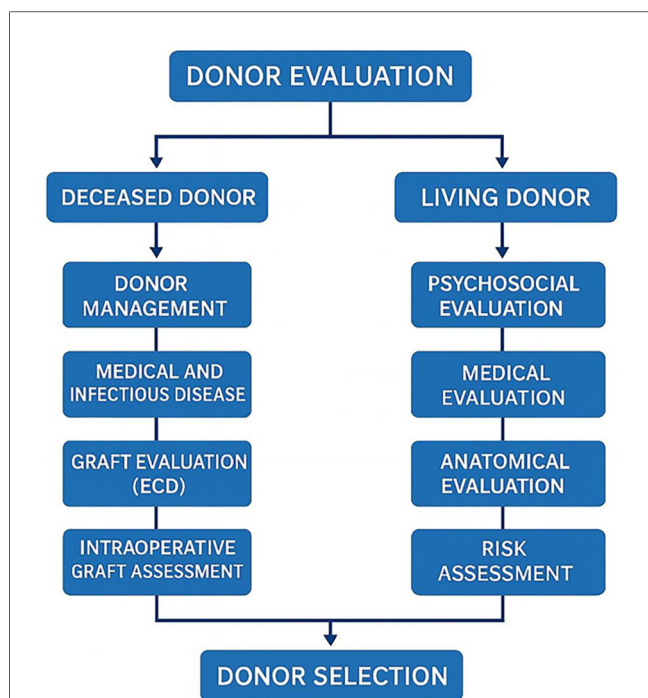 DONOR EVALUATION
DECEASED DONOR
LIVING DONOR
DONOR
MANAGEMENT
PSYCHOSOCIAL
EVALUATION
MEDICAL AND
INFECTIOUS DISEASE
MEDICAL
EVALUATION
GRAFT EVALUATION
(ECD)
ANATOMICAL
EVALUATION
INTRAOPERATIVE
GRAFT ASSESSMENT
RISK
ASSESSMENT
DONOR SELECTION